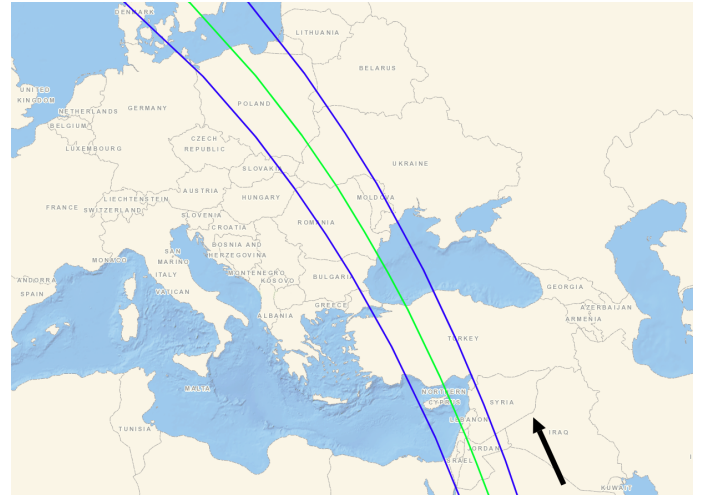 DENMARK
LITHUANIA
BELARUS
UNITED
KINGDOM
NETHERLANDS
GERMANY
POLAND
BELGIUM
CZECH
REPUBLIC
LUXEMBOURG
UKRAINE
SLOVAKIA
AUSTRIA
LIECHTENSTEIN
HUNGARY
MOLDOVA
FRANCE
SWITZERLAND
SLOVENIA
ROMANIA
CROATIA
SAN
MARINO
BOSNIA AND
HERZEGOVINA
MONACO
ITALY
MONTENEGRO
KOSOVO
BULGARIA
ANDORRA
SPAIN
VATICAN
GEORGIA
GREECE
AZERBAIJAN
ARMENIA
ALBANIA
TURKEY
MALTA
NORTHERN
CYPRUS
SYRIA
LEBANON
TUNISIA
IRAQ
JORDAN
ISRAEL
KUWAIT